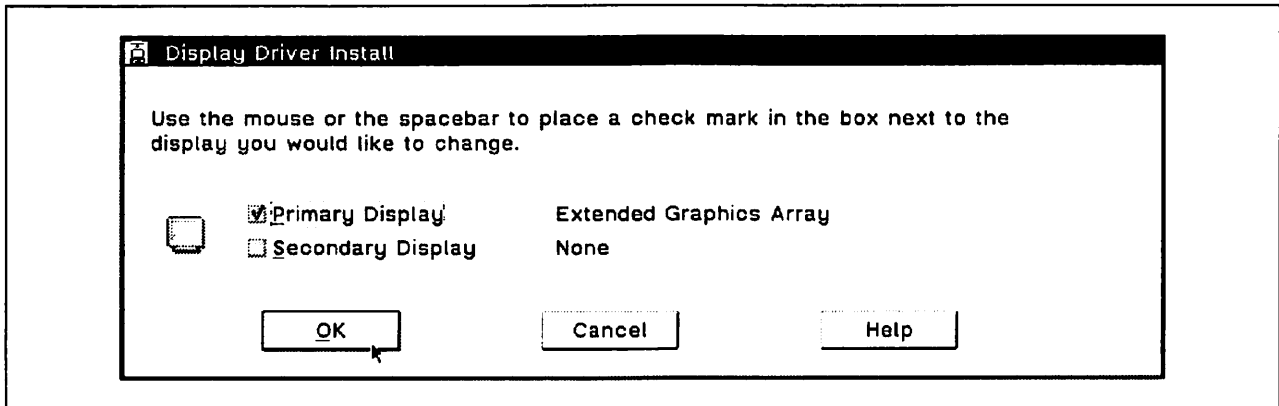 Display Driver Install
Use the mouse or the spacebar to place a check mark in the box next to the
display you would like to change.
Primary Display Extended Graphics Array
Secondary Display None
OK Cancel Help